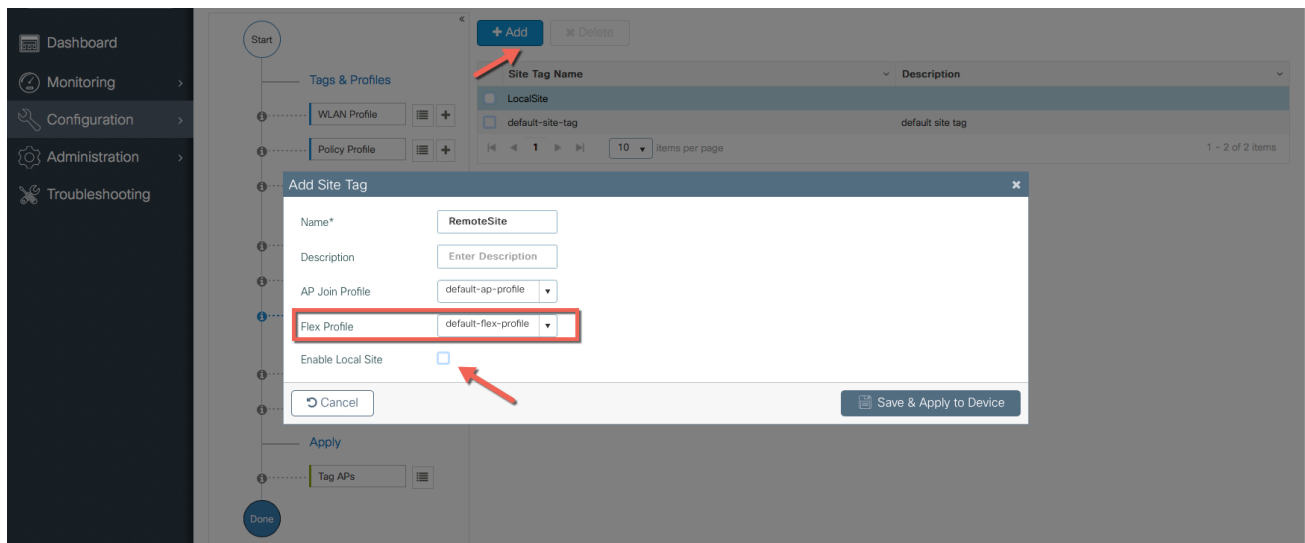 Dashboard
Monitoring
Configuration
Administration
Troubleshooting
Start
Tags & Profiles
WLAN Profile
Policy Profile
Apply
Tag APs
Done
+ Add
✖ Delete
Site Tag Name Description
LocalSite
default-site-tag default site tag
1 10 items per page 1 - 2 of 2 items
Add Site Tag
Name* RemoteSite
Description Enter Description
AP Join Profile default-ap-profile
Flex Profile default-flex-profile
Enable Local Site
Cancel Save & Apply to Device